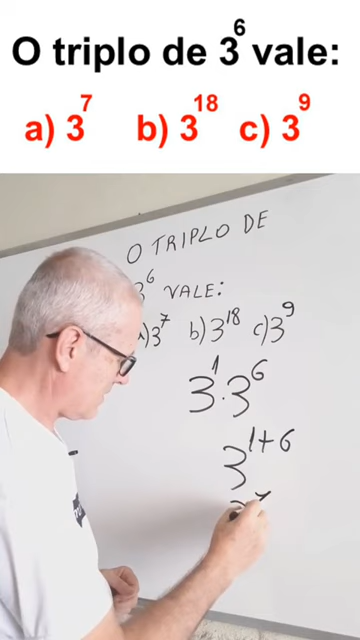 O triplo de 3⁶ vale:
a) 3⁷ b) 3¹⁸ c) 3⁹
O TRIPLO DE
3⁶ VALE:
) 3⁷ b) 3¹⁸ c) 3⁹
3¹ · 3⁶
3¹⁺⁶